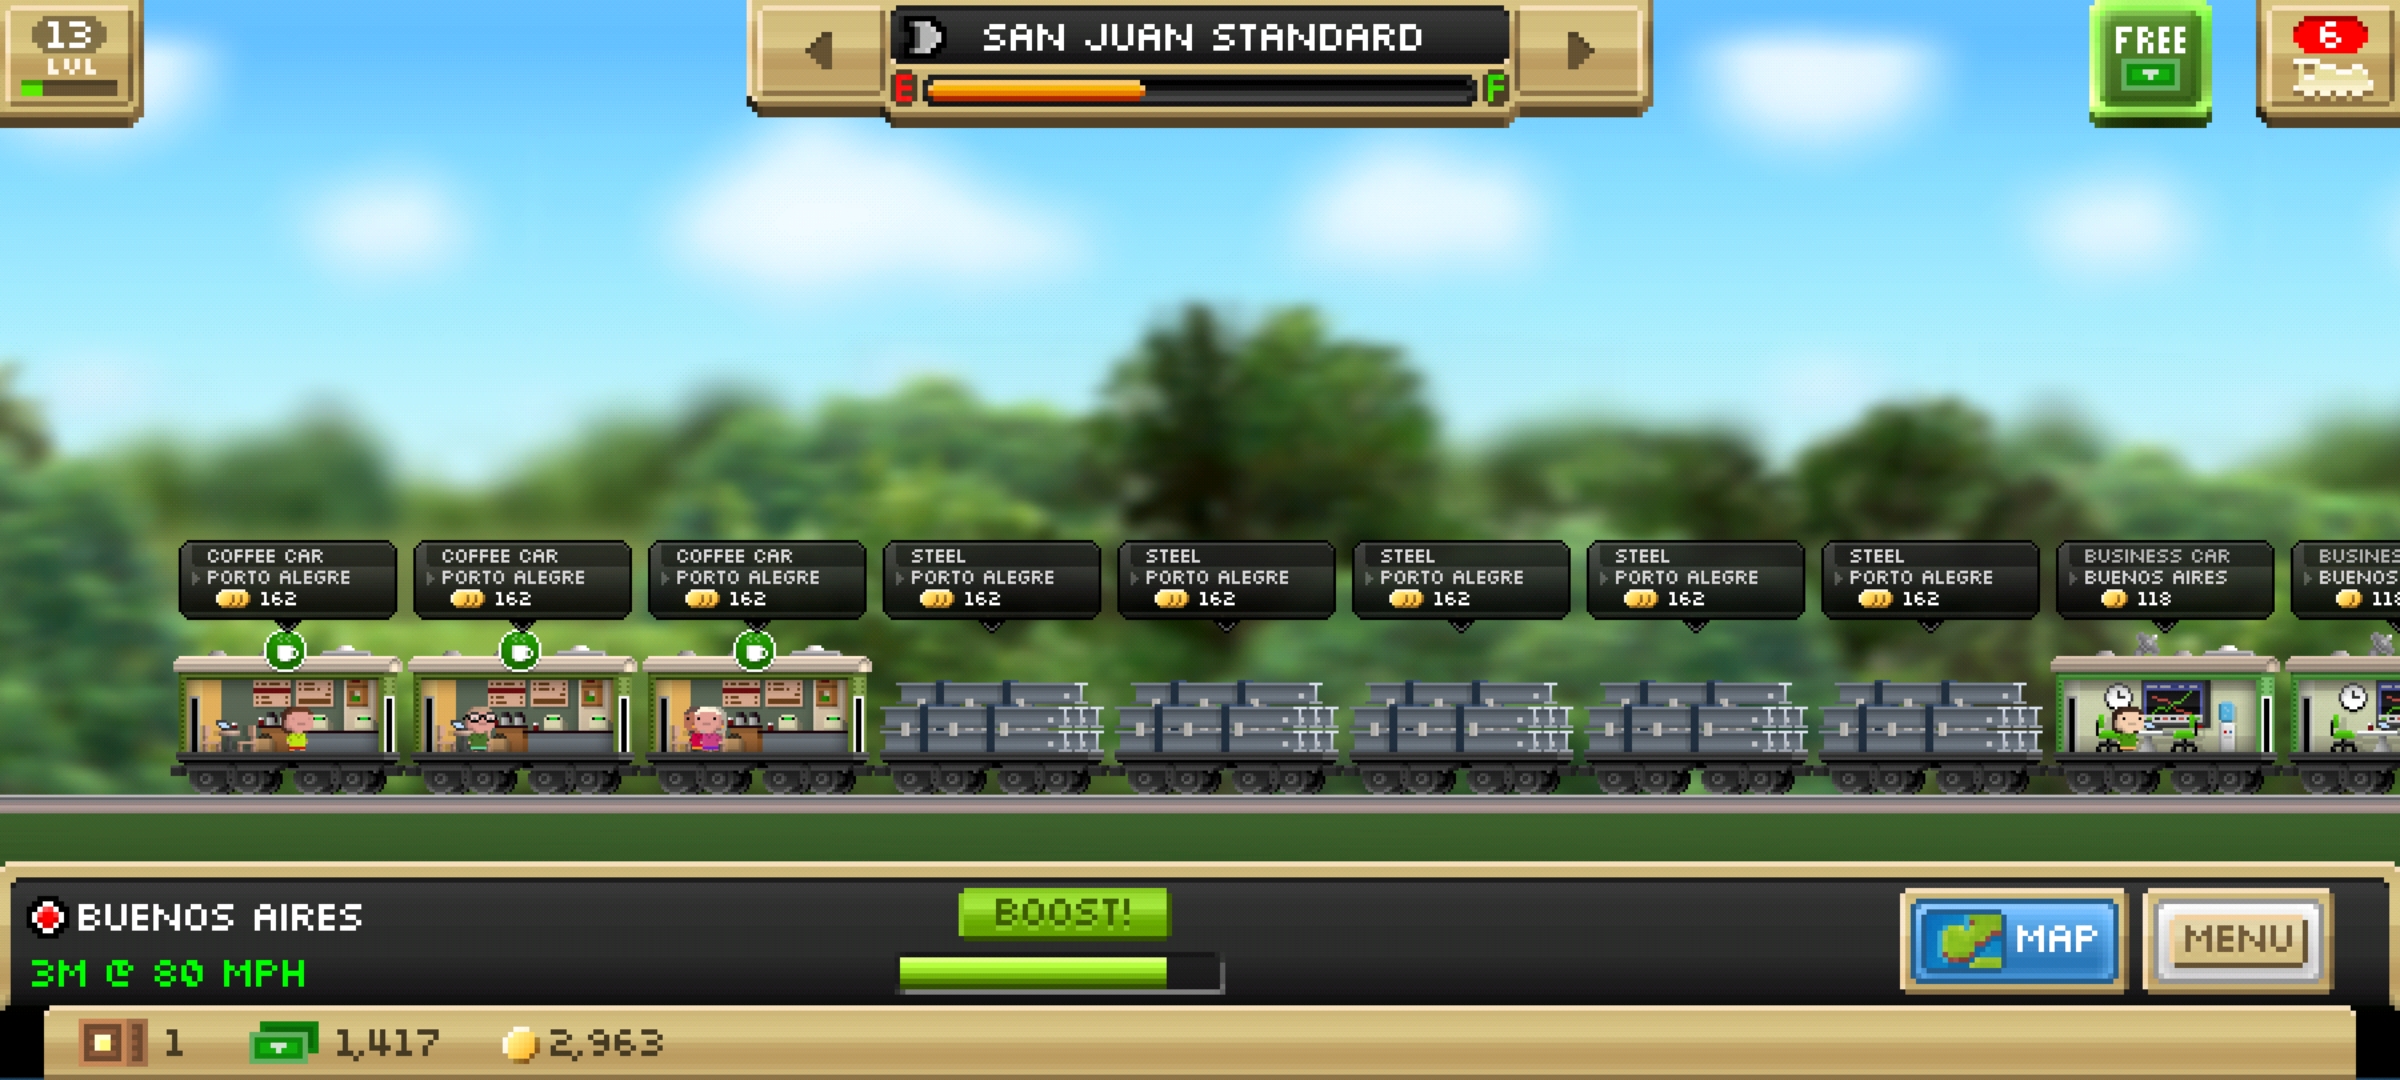 13
LVL
SAN JUAN STANDARD
E F
FREE
6
COFFEE CAR
PORTO ALEGRE
162
COFFEE CAR
PORTO ALEGRE
162
COFFEE CAR
PORTO ALEGRE
162
STEEL
PORTO ALEGRE
162
STEEL
PORTO ALEGRE
162
STEEL
PORTO ALEGRE
162
STEEL
PORTO ALEGRE
162
STEEL
PORTO ALEGRE
162
BUSINESS CAR
BUENOS AIRES
118
BUSINES
BUENOS
118
BUENOS AIRES
3M @ 80 MPH
BOOST!
MAP
MENU
1 1,417 2,963